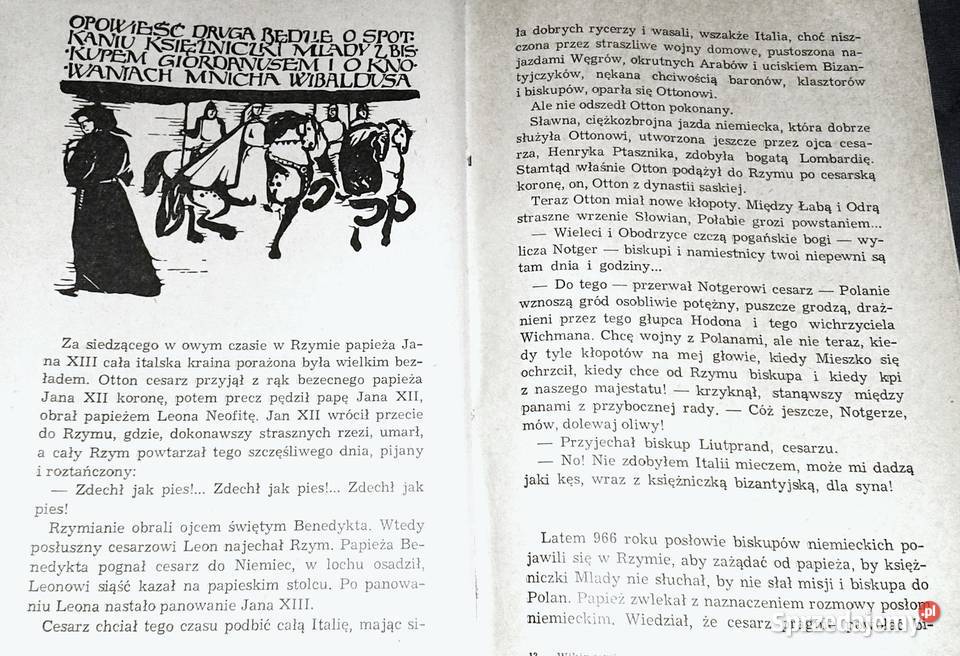 OPOWIEŚĆ DRUGA BĘDZIE O SPOT-
KANIU KSIĘŻNICZKI MLADY Z BIS-
KUPEM GIORDANUSEM I O KNO-
WANIACH MNICHA WIBALDUSA
Za siedzącego w owym czasie w Rzymie papieża Ja-
na XIII cała italska kraina porażona była wielkim bez-
ładem. Otton cesarz przyjął z rąk bezecnego papieża
Jana XII koronę, potem precz pędził papę Jana XII,
obrał papieżem Leona Neofitę. Jan XII wrócił przecie
do Rzymu, gdzie, dokonawszy strasznych rzezi, umarł,
a cały Rzym powtarzał tego szczęśliwego dnia, pijany
i roztańczony:
— Zdechł jak pies!... Zdechł jak pies!... Zdechł jak
pies!
Rzymianie obrali ojcem świętym Benedykta. Wtedy
posłuszny cesarzowi Leon najechał Rzym. Papieża Be-
nedykta pognał cesarz do Niemiec, w lochu osadził,
Leonowi siąść kazał na papieskim stolcu. Po panowa-
niu Leona nastało panowanie Jana XIII.
Cesarz chciał tego czasu podbić całą Italię, mając si-
ła dobrych rycerzy i wasali, wszakże Italia, choć nisz-
czona przez straszliwe wojny domowe, pustoszona na-
jazdami Węgrów, okrutnych Arabów i uciskiem Bizan-
tyjczyków, nękana chciwością baronów, klasztorów
i biskupów, oparła się Ottonowi.
Ale nie odszedł Otton pokonany.
Sławna, ciężkozbrojna jazda niemiecka, która dobrze
służyła Ottonowi, utworzona jeszcze przez ojca cesa-
rza, Henryka Ptasznika, zdobyła bogatą Lombardię.
Stamtąd właśnie Otton podążył do Rzymu po cesarską
koronę, on, Otton z dynastii saskiej.
Teraz Otton miał nowe kłopoty. Między Łabą i Odrą
straszne wrzenie Słowian, Połabie grozi powstaniem...
— Wieleci i Obodrzyce czczą pogańskie bogi — wy-
licza Notger — biskupi i namiestnicy twoi niepewni są
tam dnia i godziny...
— Do tego — przerwał Notgerowi cesarz — Polanie
wznoszą gród osobliwie potężny, puszcze grodzą, draż-
nieni przez tego głupca Hodona i tego wichrzyciela
Wichmana. Chcę wojny z Polanami, ale nie teraz, kie-
dy tyle kłopotów na mej głowie, kiedy Mieszko się
ochrzcił, kiedy chce od Rzymu biskupa i kiedy kpi
z naszego majestatu! — krzyknął, stanąwszy między
panami z przybocznej rady. — Cóż jeszcze, Notgerze,
mów, dolewaj oliwy!
— Przyjechał biskup Liutprand, cesarzu.
— No! Nie zdobyłem Italii mieczem, może mi dadzą
jaki kęs, wraz z księżniczką bizantyjską, dla syna!
Latem 966 roku posłowie biskupów niemieckich po-
jawili się w Rzymie, aby zażądać od papieża, by księż-
niczki Mlady nie słuchał, by nie słał misji i biskupa do
Polan. Papież zwlekał z naznaczeniem rozmowy posłom
niemieckim. Wiedział, że cesarz pragnie powołać bi-
12
Sprzedajemy.pl